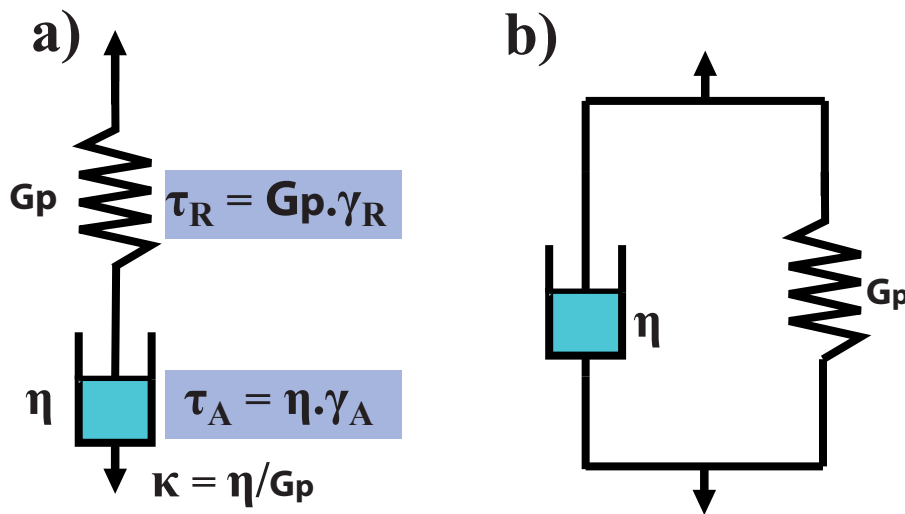 a)
Gp
τR = Gp.γR
η
τA = η.γA
κ = η/Gp
b)
η
Gp